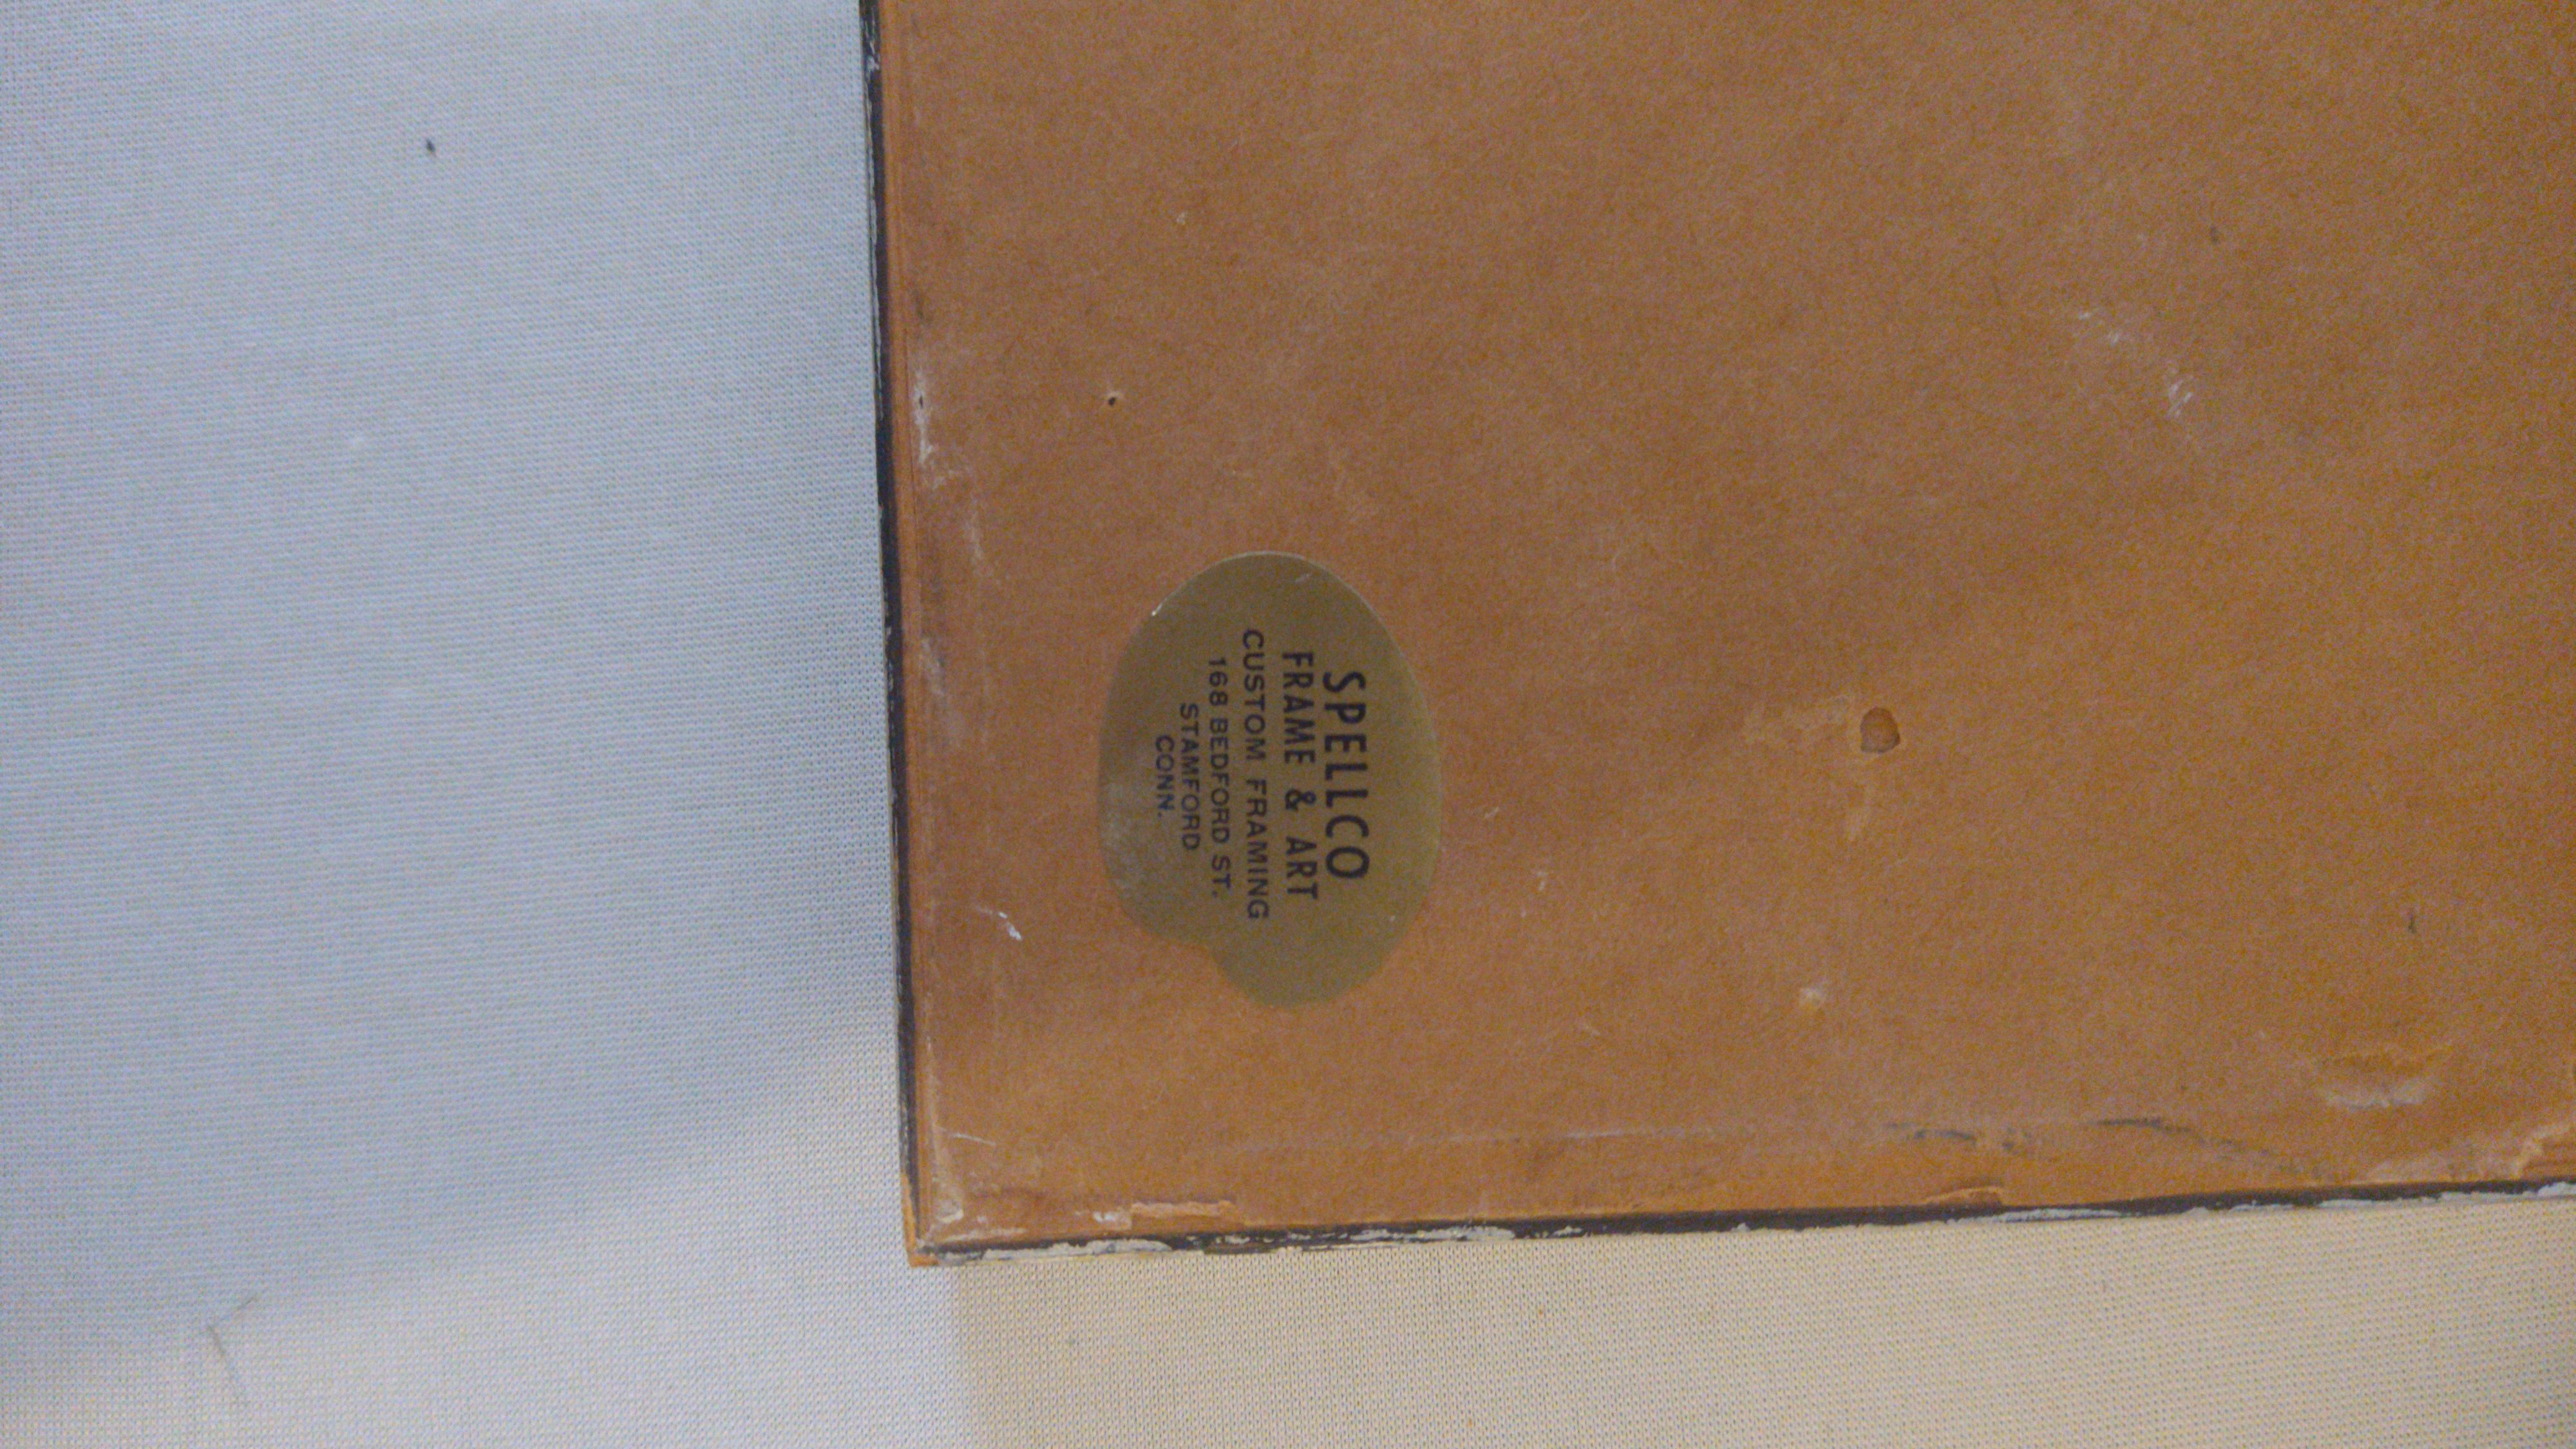 SPELLCO
FRAME & ART
CUSTOM FRAMING
168 BEDFORD ST.
STAMFORD
CONN.